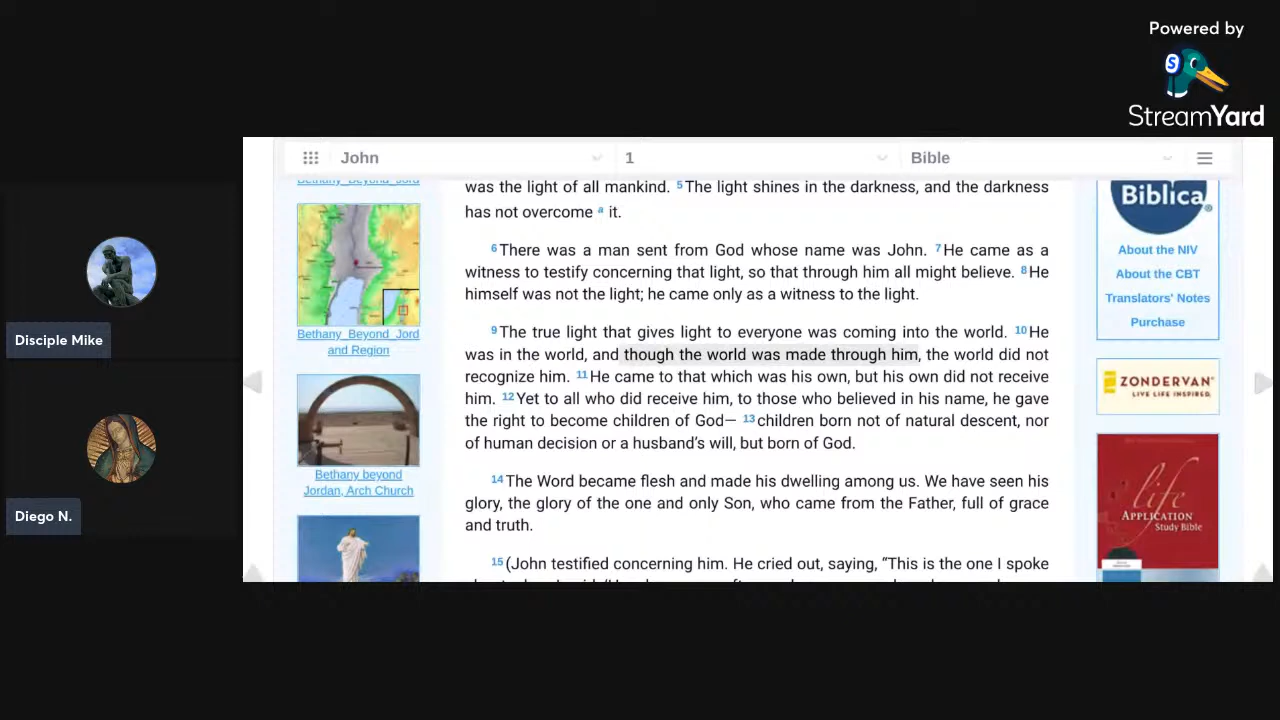 Powered by
StreamYard
Disciple Mike
Diego N.
John
1
Bible
Bethany_Beyond_Jord
Bethany_Beyond_Jord
and Region
Bethany beyond
Jordan, Arch Church
was the light of all mankind. 5 The light shines in the darkness, and the darkness
has not overcome a it.
6 There was a man sent from God whose name was John. 7 He came as a
witness to testify concerning that light, so that through him all might believe. 8 He
himself was not the light; he came only as a witness to the light.
9 The true light that gives light to everyone was coming into the world. 10 He
was in the world, and though the world was made through him, the world did not
recognize him. 11 He came to that which was his own, but his own did not receive
him. 12 Yet to all who did receive him, to those who believed in his name, he gave
the right to become children of God— 13 children born not of natural descent, nor
of human decision or a husband's will, but born of God.
14 The Word became flesh and made his dwelling among us. We have seen his
glory, the glory of the one and only Son, who came from the Father, full of grace
and truth.
15 (John testified concerning him. He cried out, saying, “This is the one I spoke
Biblica®
About the NIV
About the CBT
Translators' Notes
Purchase
ZONDERVAN®
LIVE LIFE INSPIRED.
life
APPLICATION
Study Bible